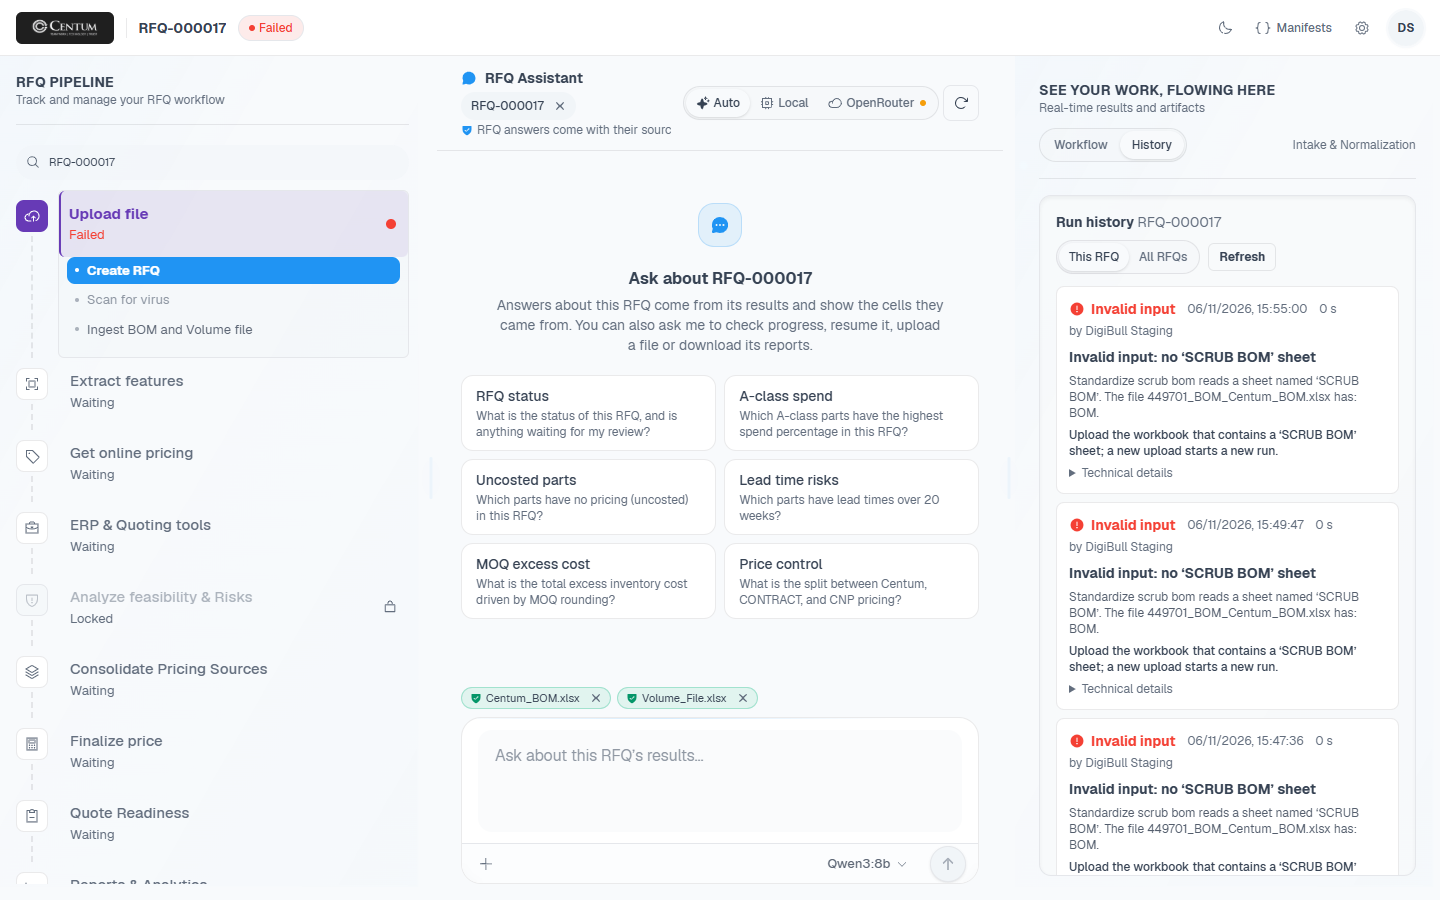 CENTUM
RFQ-000017
Failed
Manifests
DS
RFQ PIPELINE
Track and manage your RFQ workflow
RFQ-000017
Upload file
Failed
Create RFQ
Scan for virus
Ingest BOM and Volume file
Extract features
Waiting
Get online pricing
Waiting
ERP & Quoting tools
Waiting
Analyze feasibility & Risks
Locked
Consolidate Pricing Sources
Waiting
Finalize price
Waiting
Quote Readiness
Waiting
Reports & Analytics
RFQ Assistant
RFQ-000017
Auto
Local
OpenRouter
RFQ answers come with their sourc
Ask about RFQ-000017
Answers about this RFQ come from its results and show the cells they
came from. You can also ask me to check progress, resume it, upload
a file or download its reports.
RFQ status
What is the status of this RFQ, and is
anything waiting for my review?
A-class spend
Which A-class parts have the highest
spend percentage in this RFQ?
Uncosted parts
Which parts have no pricing (uncosted)
in this RFQ?
Lead time risks
Which parts have lead times over 20
weeks?
MOQ excess cost
What is the total excess inventory cost
driven by MOQ rounding?
Price control
What is the split between Centum,
CONTRACT, and CNP pricing?
Centum_BOM.xlsx
Volume_File.xlsx
Ask about this RFQ’s results...
Qwen3:8b
SEE YOUR WORK, FLOWING HERE
Real-time results and artifacts
Workflow
History
Intake & Normalization
Run history RFQ-000017
This RFQ
All RFQs
Refresh
Invalid input 06/11/2026, 15:55:00 0 s
by DigiBull Staging
Invalid input: no ‘SCRUB BOM’ sheet
Standardize scrub bom reads a sheet named ‘SCRUB
BOM’. The file 449701_BOM_Centum_BOM.xlsx has:
BOM.
Upload the workbook that contains a ‘SCRUB BOM’
sheet; a new upload starts a new run.
Technical details
Invalid input 06/11/2026, 15:49:47 0 s
by DigiBull Staging
Invalid input: no ‘SCRUB BOM’ sheet
Standardize scrub bom reads a sheet named ‘SCRUB
BOM’. The file 449701_BOM_Centum_BOM.xlsx has:
BOM.
Upload the workbook that contains a ‘SCRUB BOM’
sheet; a new upload starts a new run.
Technical details
Invalid input 06/11/2026, 15:47:36 0 s
by DigiBull Staging
Invalid input: no ‘SCRUB BOM’ sheet
Standardize scrub bom reads a sheet named ‘SCRUB
BOM’. The file 449701_BOM_Centum_BOM.xlsx has:
BOM.
Upload the workbook that contains a ‘SCRUB BOM’